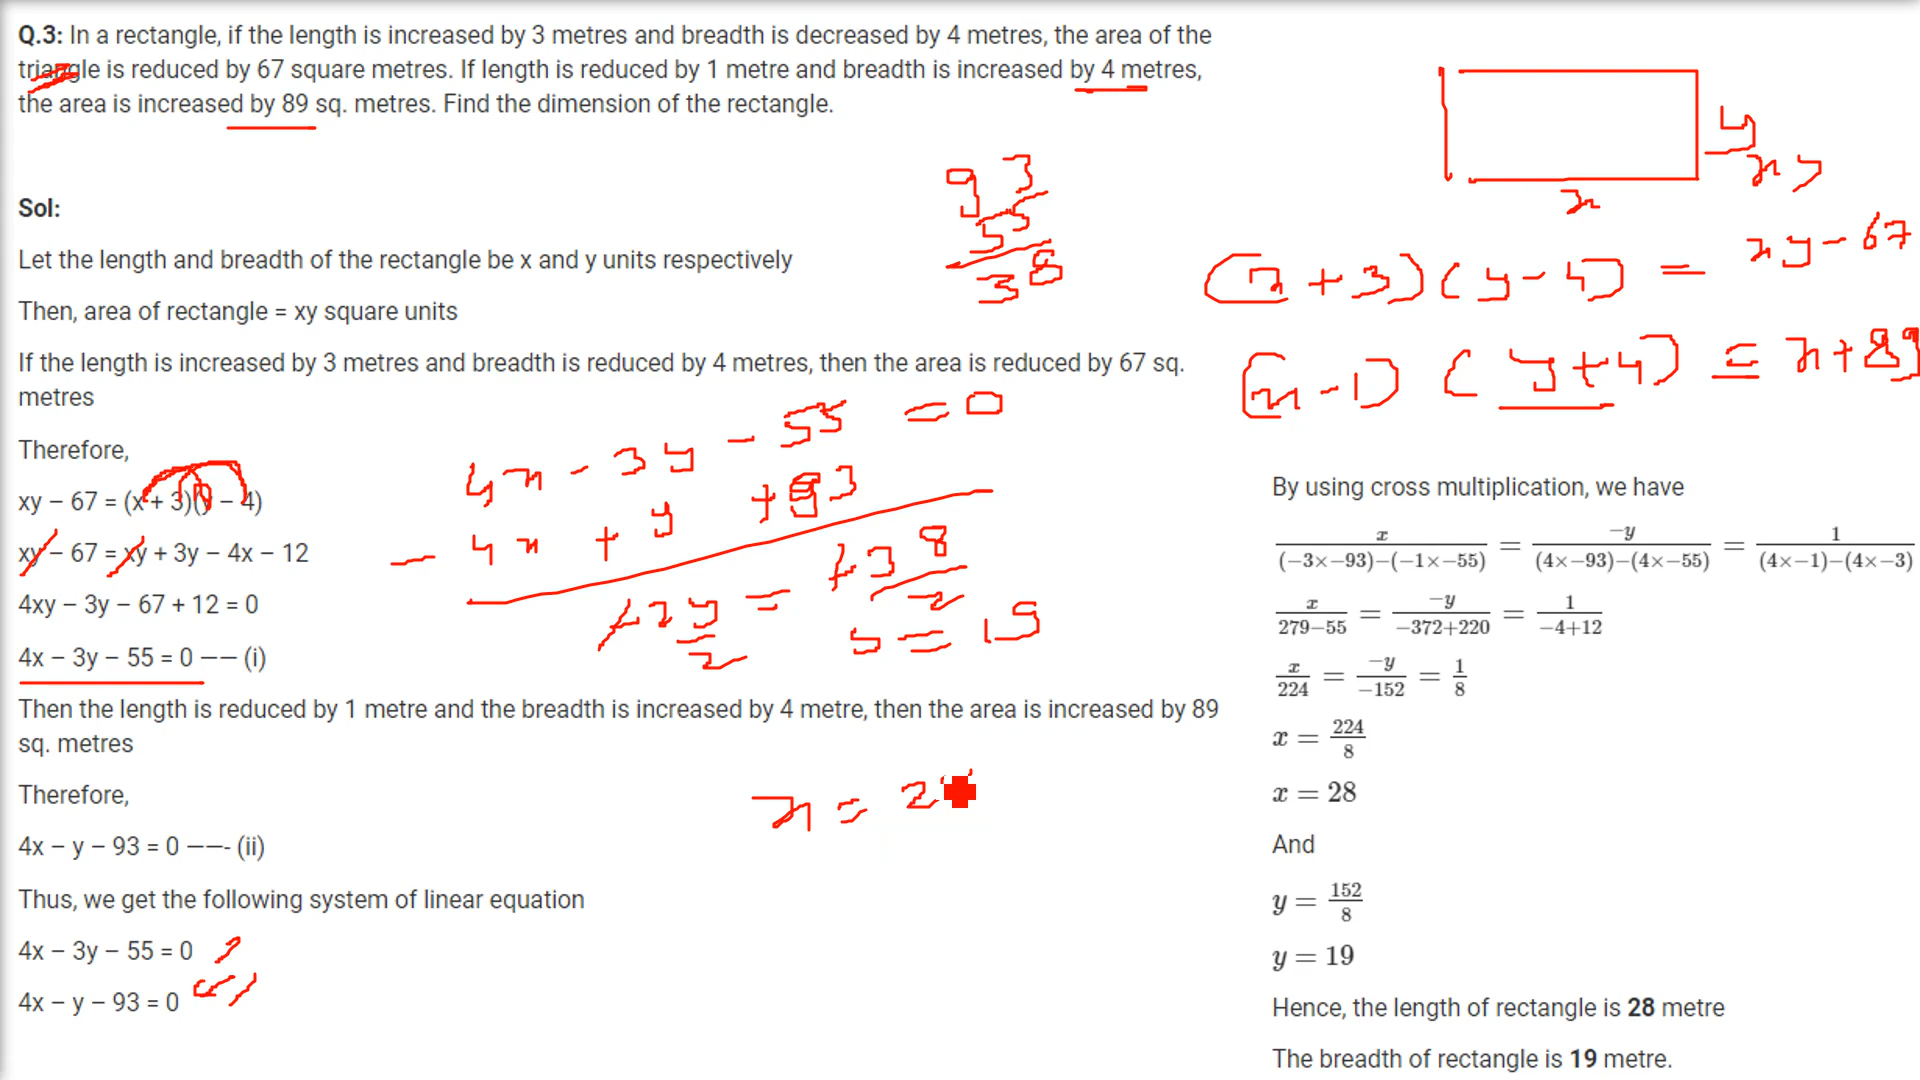 Q.3: In a rectangle, if the length is increased by 3 metres and breadth is decreased by 4 metres, the area of the
triangle is reduced by 67 square metres. If length is reduced by 1 metre and breadth is increased by 4 metres,
the area is increased by 89 sq. metres. Find the dimension of the rectangle.
Sol:
Let the length and breadth of the rectangle be x and y units respectively
Then, area of rectangle = xy square units
If the length is increased by 3 metres and breadth is reduced by 4 metres, then the area is reduced by 67 sq.
metres
Therefore,
xy – 67 = (x + 3)(y – 4)
xy – 67 = xy + 3y – 4x – 12
4xy – 3y – 67 + 12 = 0
4x – 3y – 55 = 0 –– (i)
Then the length is reduced by 1 metre and the breadth is increased by 4 metre, then the area is increased by 89
sq. metres
Therefore,
4x – y – 93 = 0 ––- (ii)
Thus, we get the following system of linear equation
4x – 3y – 55 = 0
4x – y – 93 = 0
93
55
38
4x - 3y - 55 = 0
- 4x + y + 93
2y = 38
2 2
y = 19
x = 2
y
x
xy
(x + 3) (y - 4) = xy - 67
(x - 1) (y + 4) = x + 89
By using cross multiplication, we have
x/((−3×−93)−(−1×−55)) = −y/((4×−93)−(4×−55)) = 1/((4×−1)−(4×−3))
x/(279−55) = −y/(−372+220) = 1/(−4+12)
x/224 = −y/−152 = 1/8
x = 224/8
x = 28
And
y = 152/8
y = 19
Hence, the length of rectangle is 28 metre
The breadth of rectangle is 19 metre.